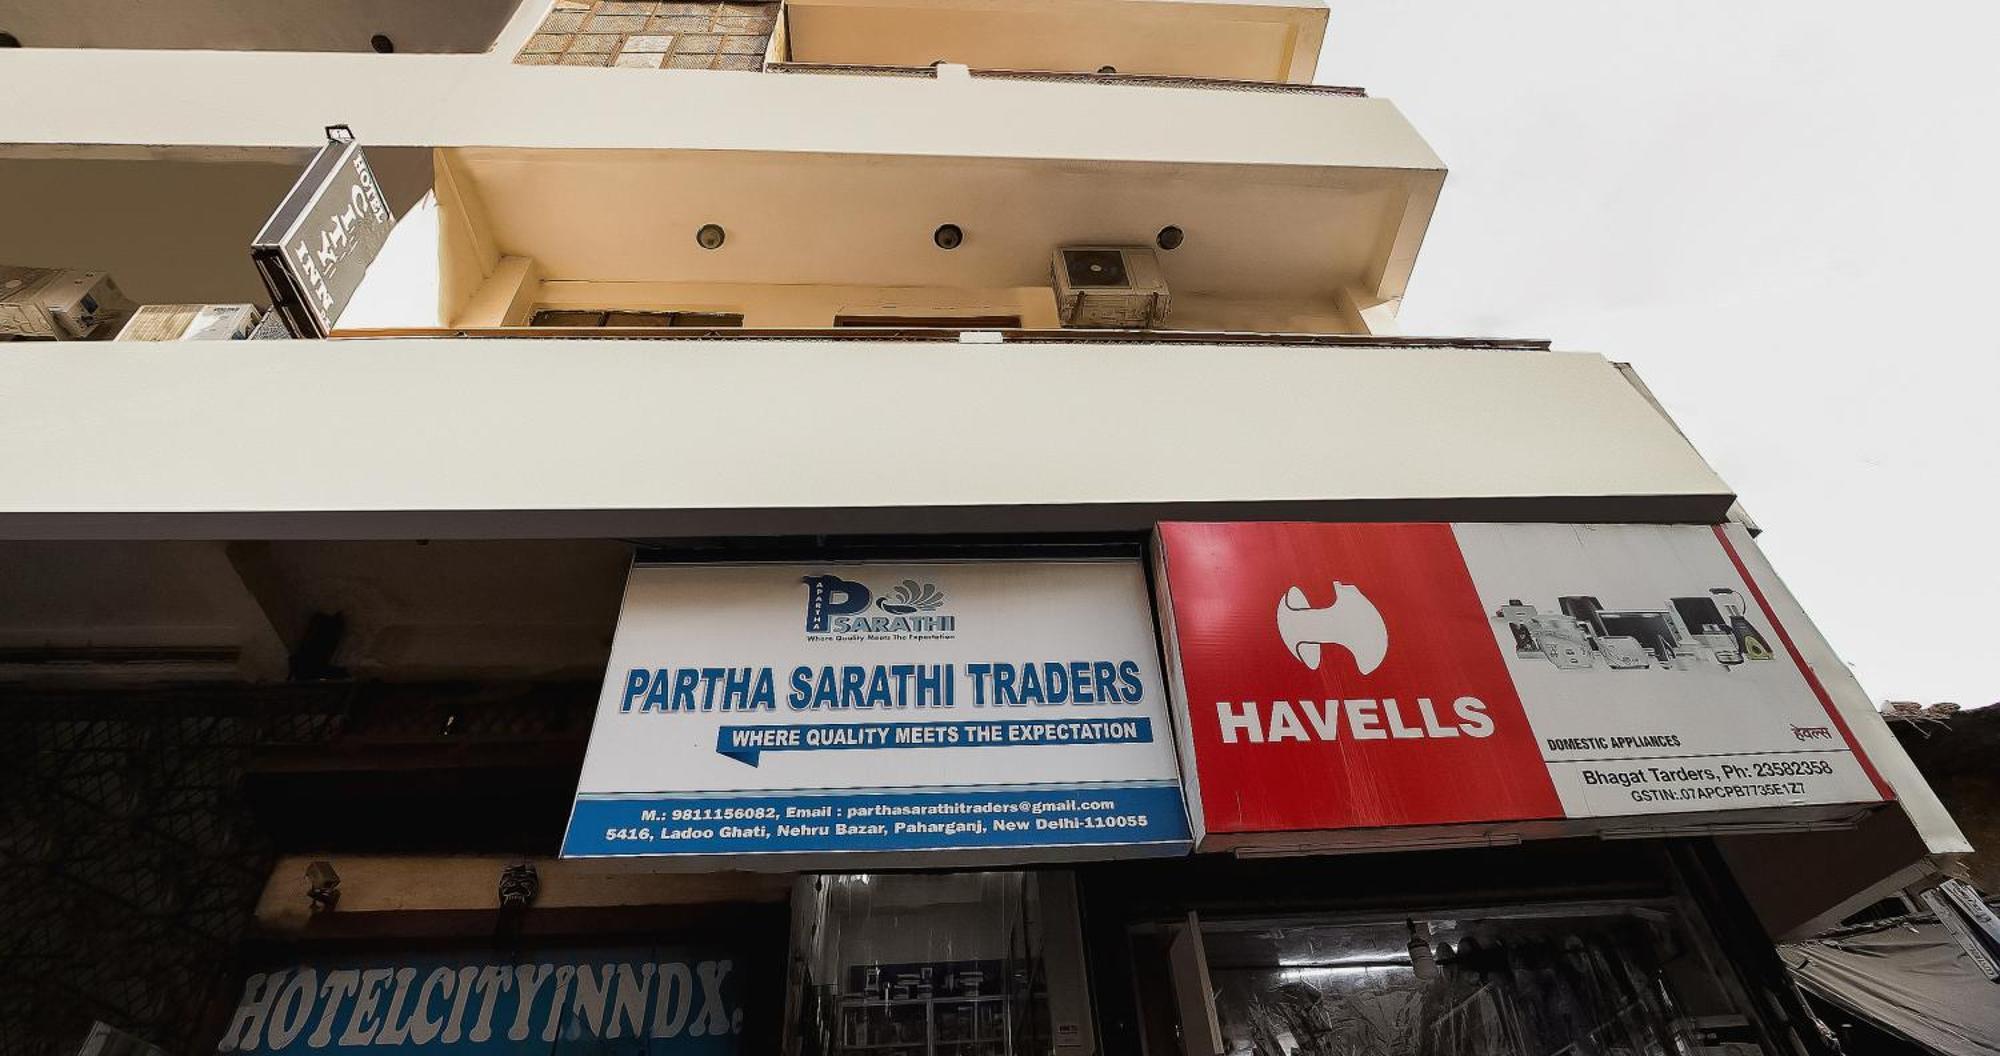 HOTEL
CITY
INN
P
APARTHA
SARATHI
Where Quality Meets The Expectation
PARTHA SARATHI TRADERS
WHERE QUALITY MEETS THE EXPECTATION
M.: 9811156082, Email : parthasarathitraders@gmail.com
5416, Ladoo Ghati, Nehru Bazar, Paharganj, New Delhi-110055
HAVELLS
DOMESTIC APPLIANCES
हैवल्स
Bhagat Tarders, Ph: 23582358
GSTIN:.07APCPB7735E1Z7
HOTELCITYINNDX.